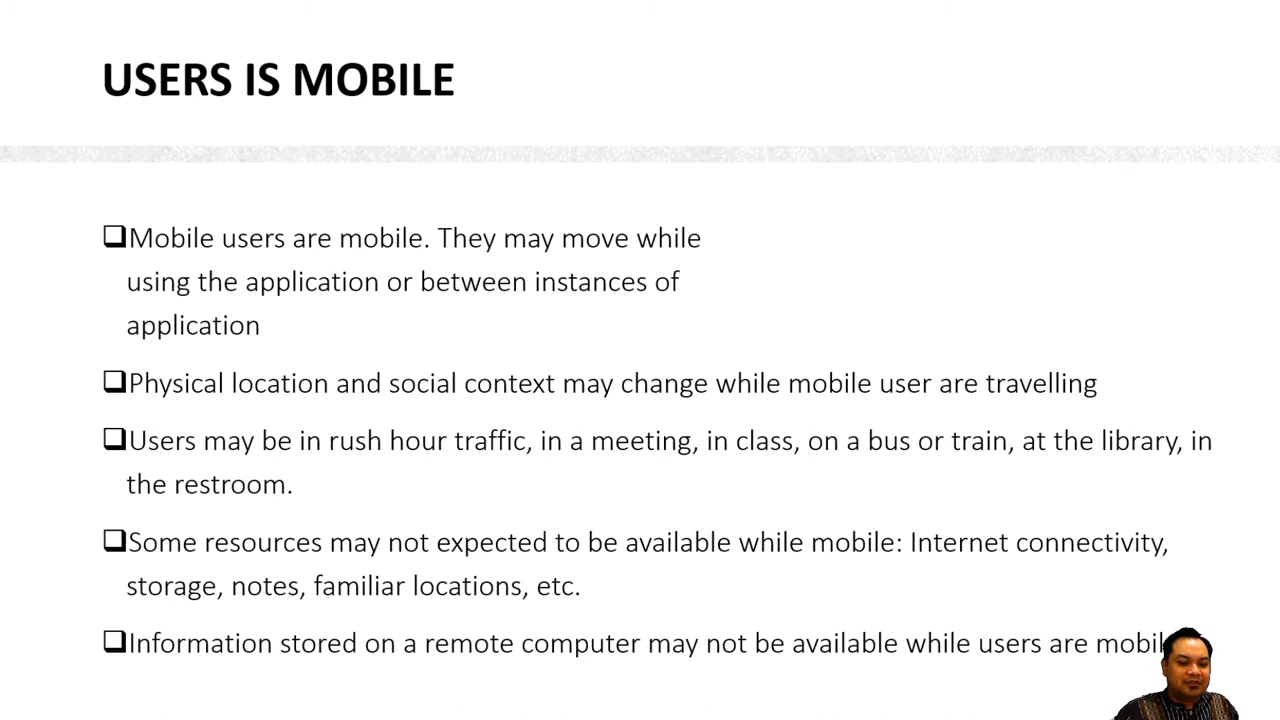 USERS IS MOBILE
❑Mobile users are mobile. They may move while
using the application or between instances of
application
❑Physical location and social context may change while mobile user are travelling
❑Users may be in rush hour traffic, in a meeting, in class, on a bus or train, at the library, in
the restroom.
❑Some resources may not expected to be available while mobile: Internet connectivity,
storage, notes, familiar locations, etc.
❑Information stored on a remote computer may not be available while users are